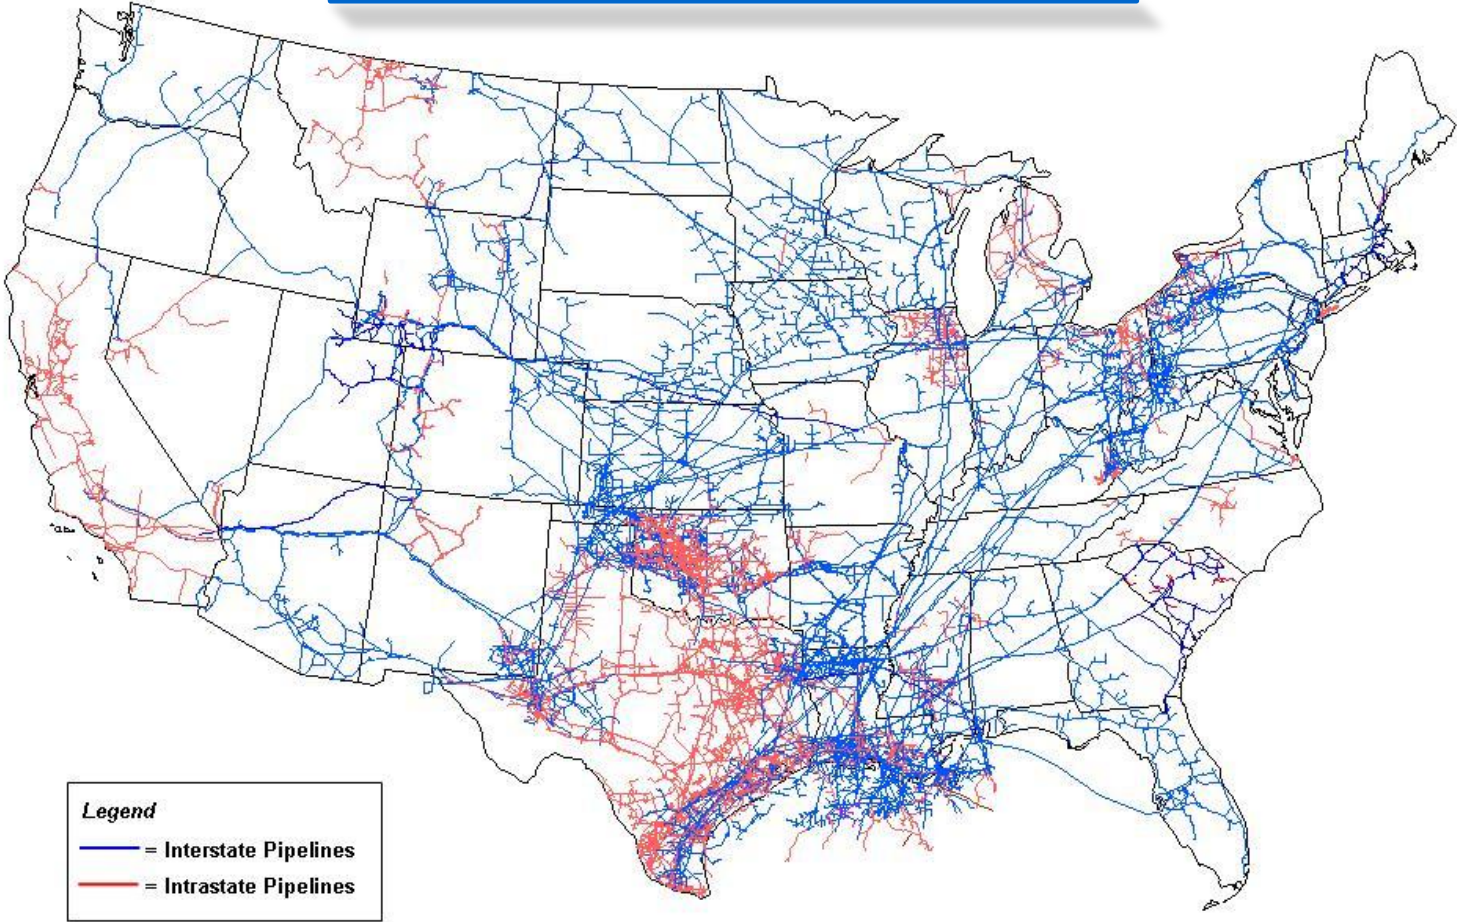 Legend
= Interstate Pipelines
= Intrastate Pipelines